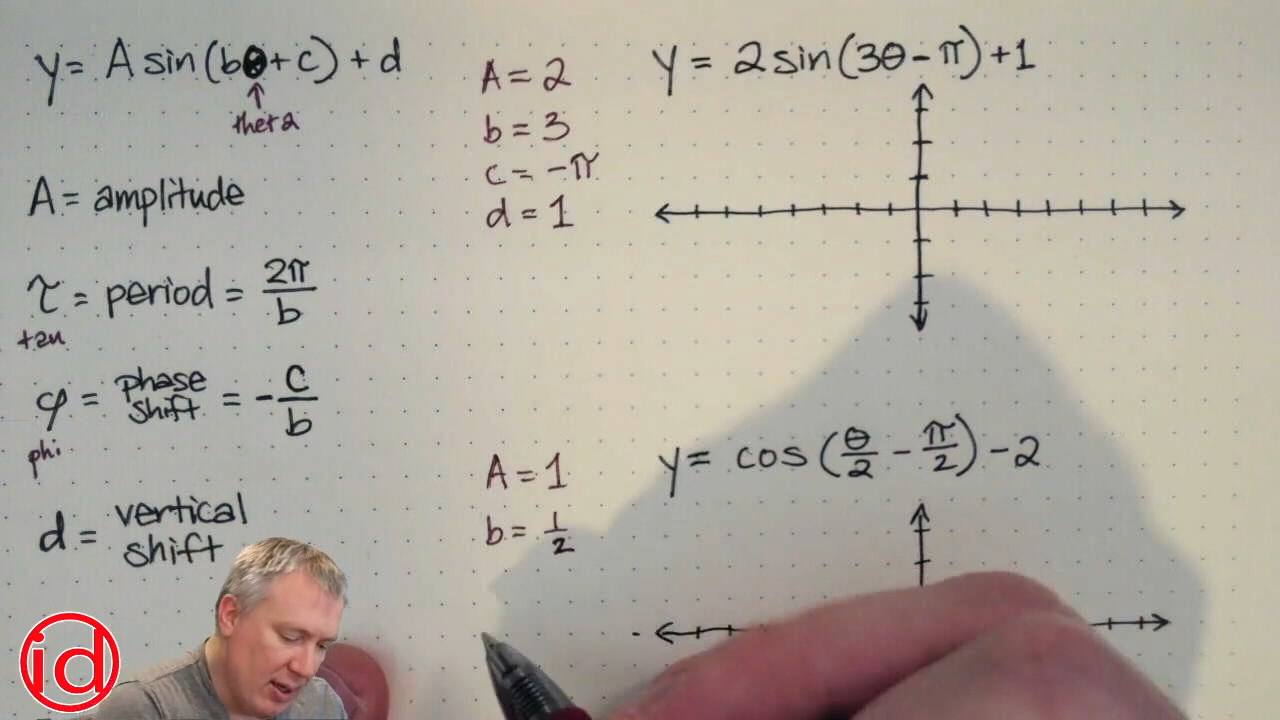 y = A sin(bθ + c) + d
↑
theta
A = amplitude
τ = period = 2π/b
tau
φ = phase shift = -c/b
phi
d = vertical shift
A = 2
b = 3
c = -π
d = 1
y = 2 sin(3θ - π) + 1
A = 1
b = 1/2
y = cos(θ/2 - π/2) - 2
id